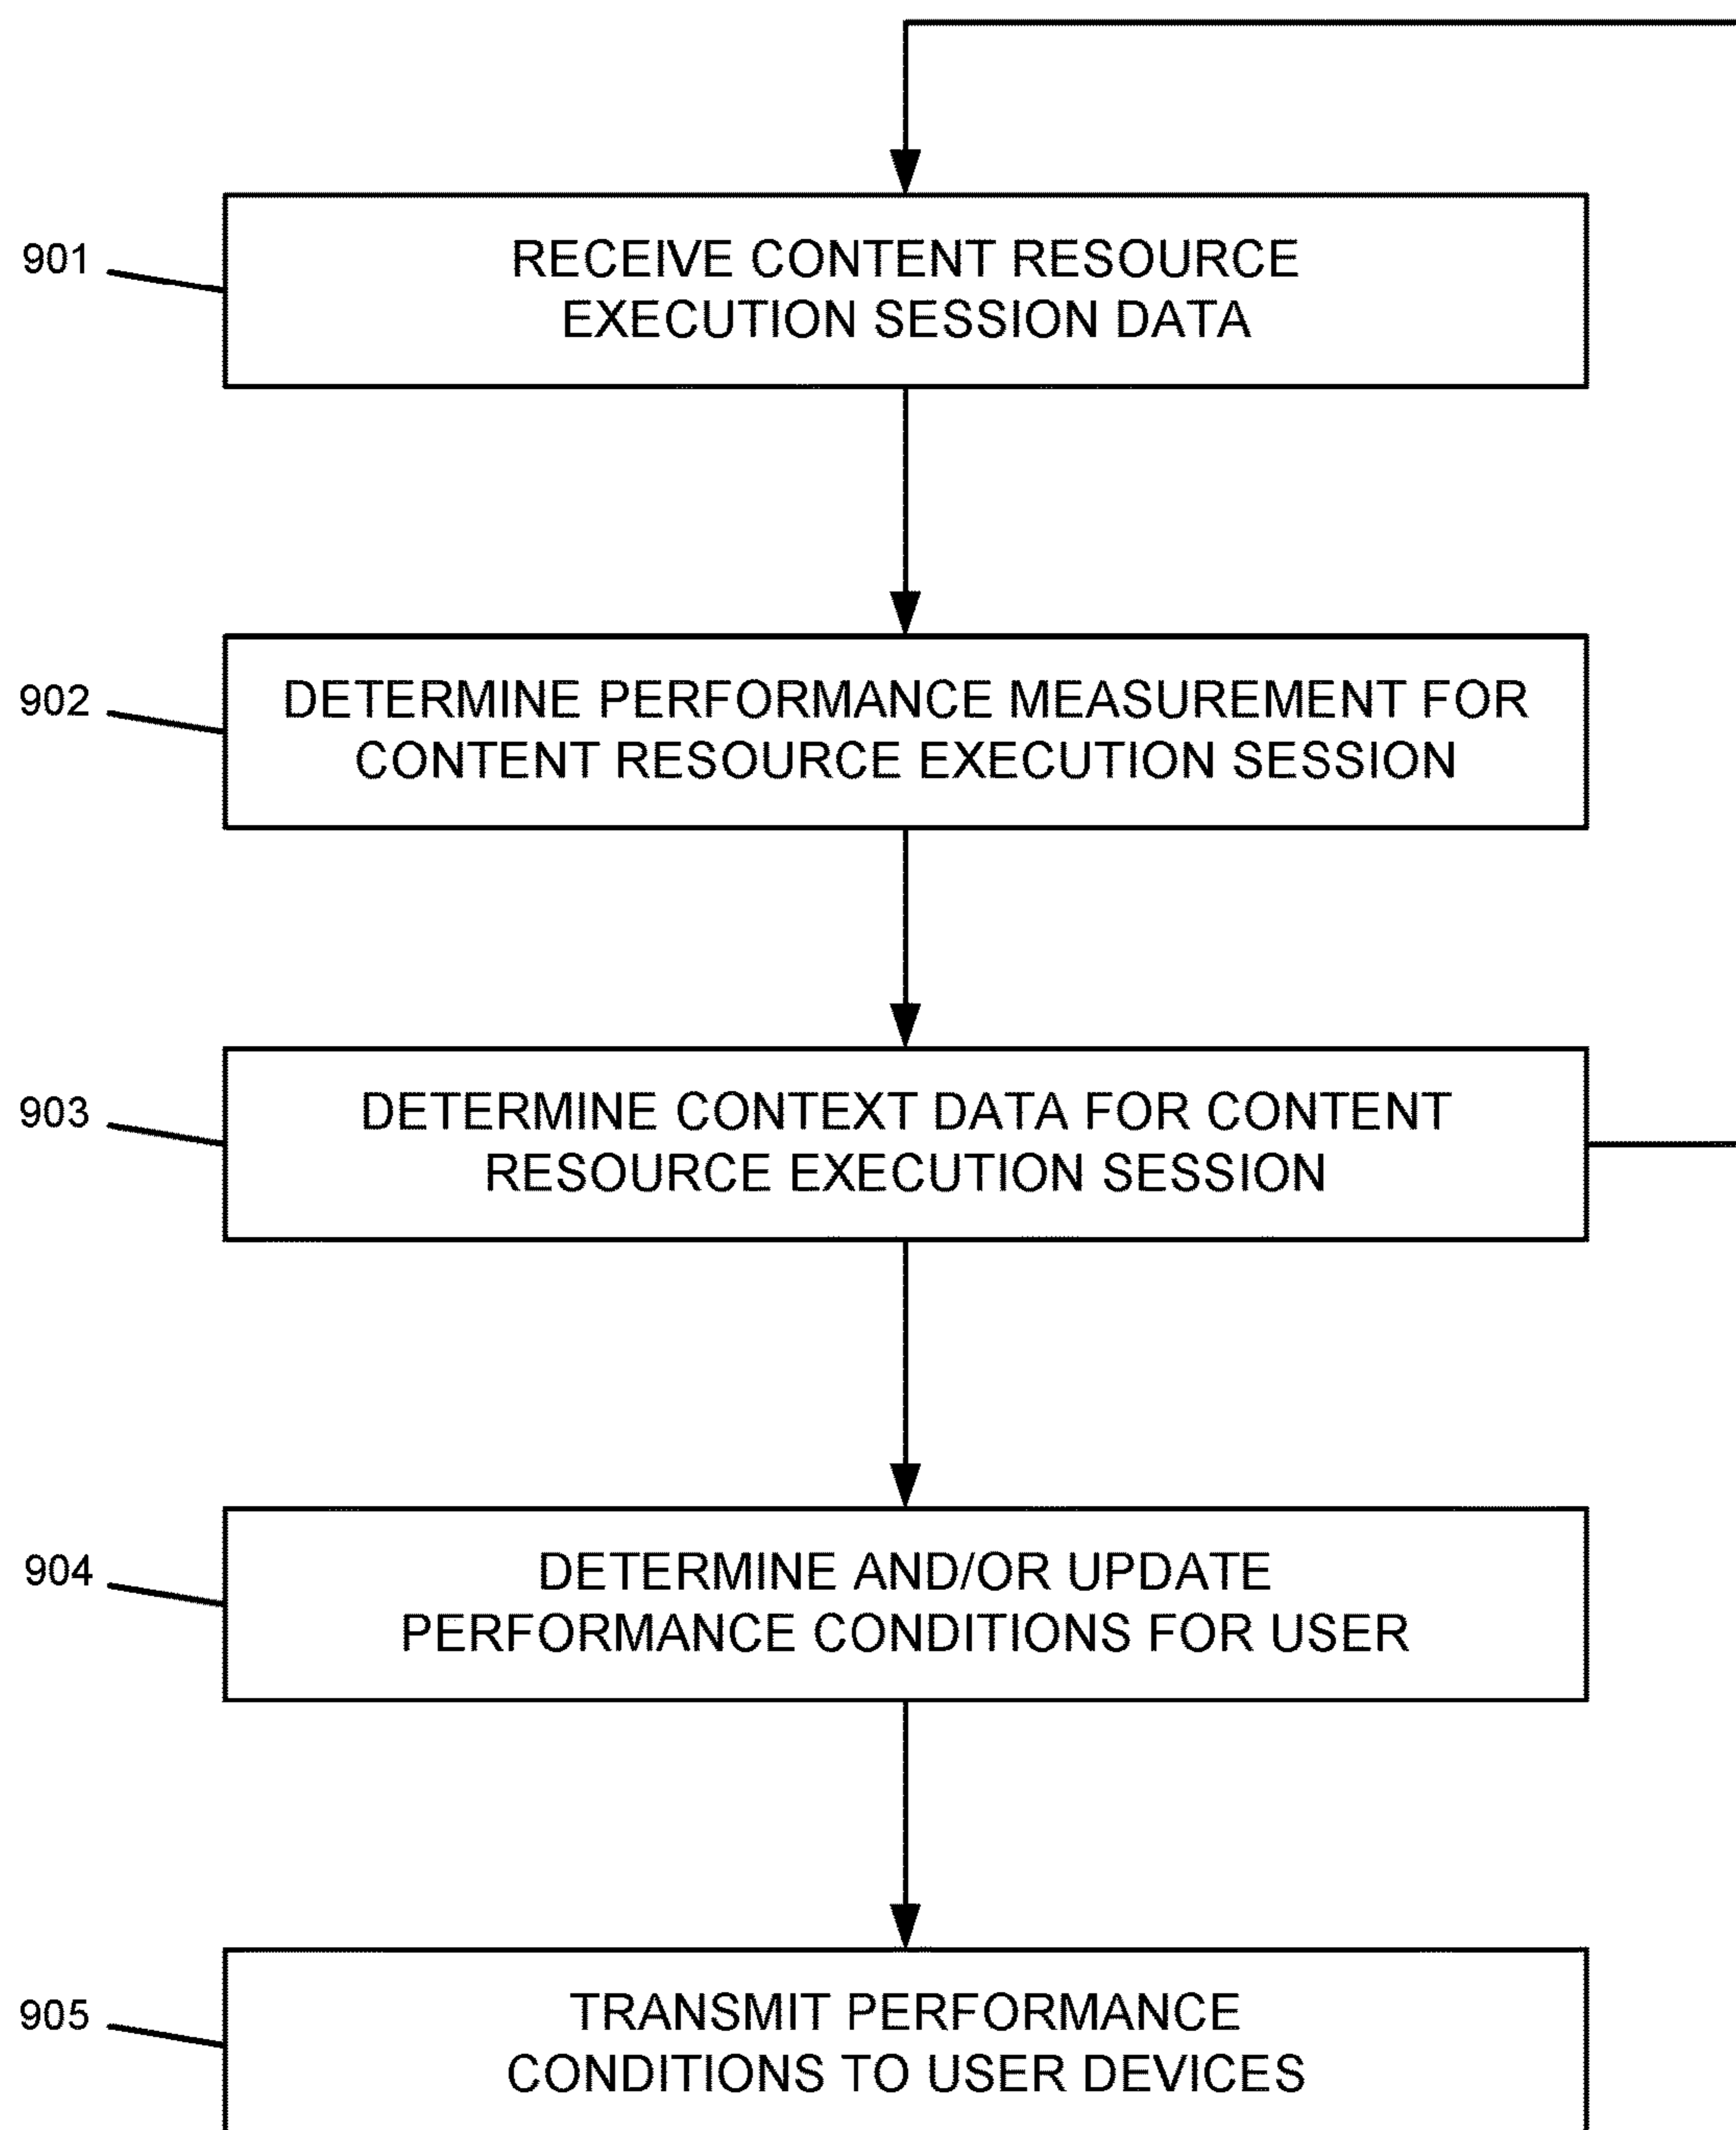 901
RECEIVE CONTENT RESOURCE
EXECUTION SESSION DATA
902
DETERMINE PERFORMANCE MEASUREMENT FOR
CONTENT RESOURCE EXECUTION SESSION
903
DETERMINE CONTEXT DATA FOR CONTENT
RESOURCE EXECUTION SESSION
904
DETERMINE AND/OR UPDATE
PERFORMANCE CONDITIONS FOR USER
905
TRANSMIT PERFORMANCE
CONDITIONS TO USER DEVICES